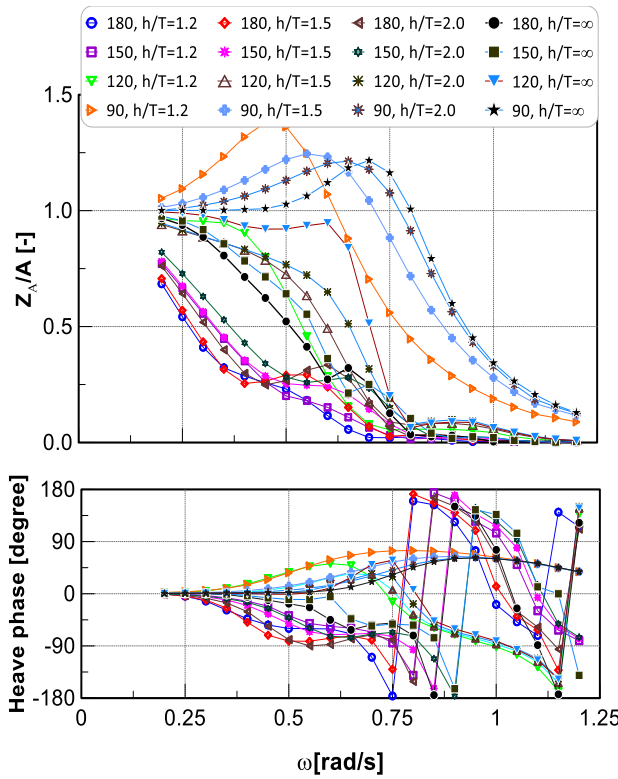 180, h/T=1.2 180, h/T=1.5 180, h/T=2.0 180, h/T=∞
150, h/T=1.2 150, h/T=1.5 150, h/T=2.0 150, h/T=∞
120, h/T=1.2 120, h/T=1.5 120, h/T=2.0 120, h/T=∞
90, h/T=1.2 90, h/T=1.5 90, h/T=2.0 90, h/T=∞
1.5
1.0
0.5
0.0
Z_A/A [-]
180
90
0
-90
-180
Heave phase [degree]
0.25 0.5 0.75 1 1.25
ω[rad/s]